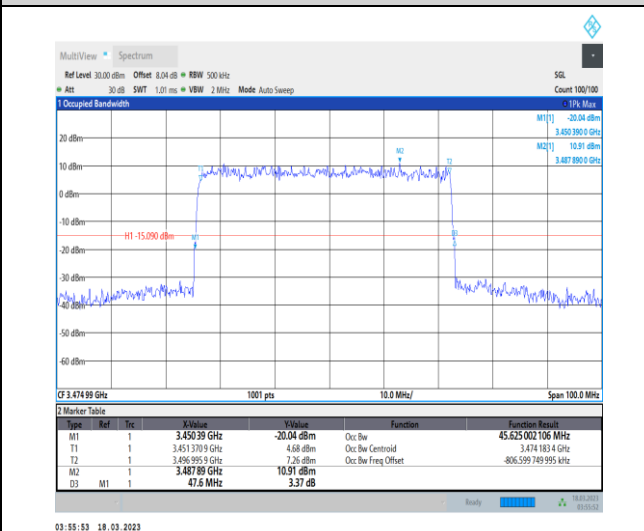 MultiView Spectrum
Ref Level 30.00 dBm Offset 8.04 dB RBW 500 kHz SGL
Att 30 dB SWT 1.01 ms VBW 2 MHz Mode Auto Sweep Count 100/100
1 Occupied Bandwidth 1Pk Max
M1[1] -20.04 dBm
3.450 390 0 GHz
M2[1] 10.91 dBm
3.487 890 0 GHz
20 dBm
M2
T1 T2
10 dBm
0 dBm
-10 dBm
H1 -15.090 dBm
M1 D3
-20 dBm
-30 dBm
-40 dBm
-50 dBm
-60 dBm
CF 3.474 99 GHz 1001 pts 10.0 MHz/ Span 100.0 MHz
2 Marker Table
Type Ref Trc X-Value Y-Value Function Function Result
M1 1 3.450 39 GHz -20.04 dBm Occ Bw 45.625 002 106 MHz
T1 1 3.451 370 9 GHz 4.68 dBm Occ Bw Centroid 3.474 183 4 GHz
T2 1 3.496 995 9 GHz 7.26 dBm Occ Bw Freq Offset -806.599 749 995 kHz
M2 1 3.487 89 GHz 10.91 dBm
D3 M1 1 47.6 MHz 3.37 dB
Ready 18.03.2023
03:55:52
03:55:53 18.03.2023